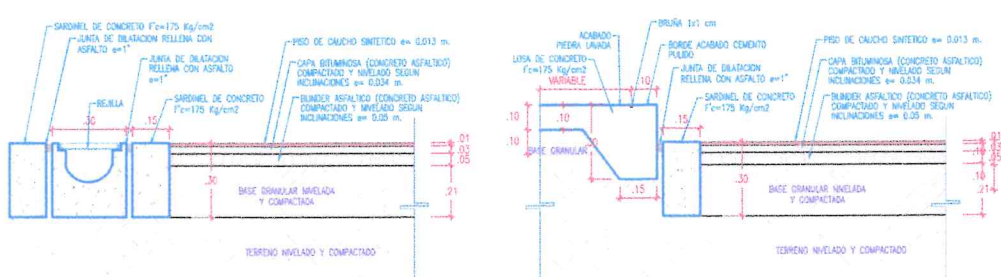 SARDINEL DE CONCRETO F'c=175 Kg/cm2
JUNTA DE DILATACION RELLENA CON
ASFALTO e=1"
JUNTA DE DILATACION
RELLENA CON ASFALTO
e=1"
REJILLA
.30
.15
SARDINEL DE CONCRETO
F'c=175 Kg/cm2
PISO DE CAUCHO SINTETICO e= 0.013 m.
CAPA BITUMINOSA (CONCRETO ASFALTICO)
COMPACTADO Y NIVELADO SEGUN
INCLINACIONES e= 0.034 m.
BLINDER ASFALTICO (CONCRETO ASFALTICO)
COMPACTADO Y NIVELADO SEGUN
INCLINACIONES e= 0.05 m.
.01
.03
.05
.21
.30
BASE GRANULAR NIVELADA
Y COMPACTADA
TERRENO NIVELADO Y COMPACTADO
BRUÑA 1x1 cm
ACABADO
PIEDRA LAVADA
BORDE ACABADO CEMENTO
PULIDO
LOSA DE CONCRETO
F'c=175 Kg/cm2
VARIABLE
.10
JUNTA DE DILATACION
RELLENA CON ASFALTO e=1"
SARDINEL DE CONCRETO
F'c=175 Kg/cm2
.15
PISO DE CAUCHO SINTETICO e= 0.013 m.
CAPA BITUMINOSA (CONCRETO ASFALTICO)
COMPACTADO Y NIVELADO SEGUN
INCLINACIONES e= 0.034 m.
BLINDER ASFALTICO (CONCRETO ASFALTICO)
COMPACTADO Y NIVELADO SEGUN
INCLINACIONES e= 0.05 m.
.10
.10
.10
BASE GRANULAR
.15
.30
.01
.03
.05
.21
BASE GRANULAR NIVELADA
Y COMPACTADA
TERRENO NIVELADO Y COMPACTADO